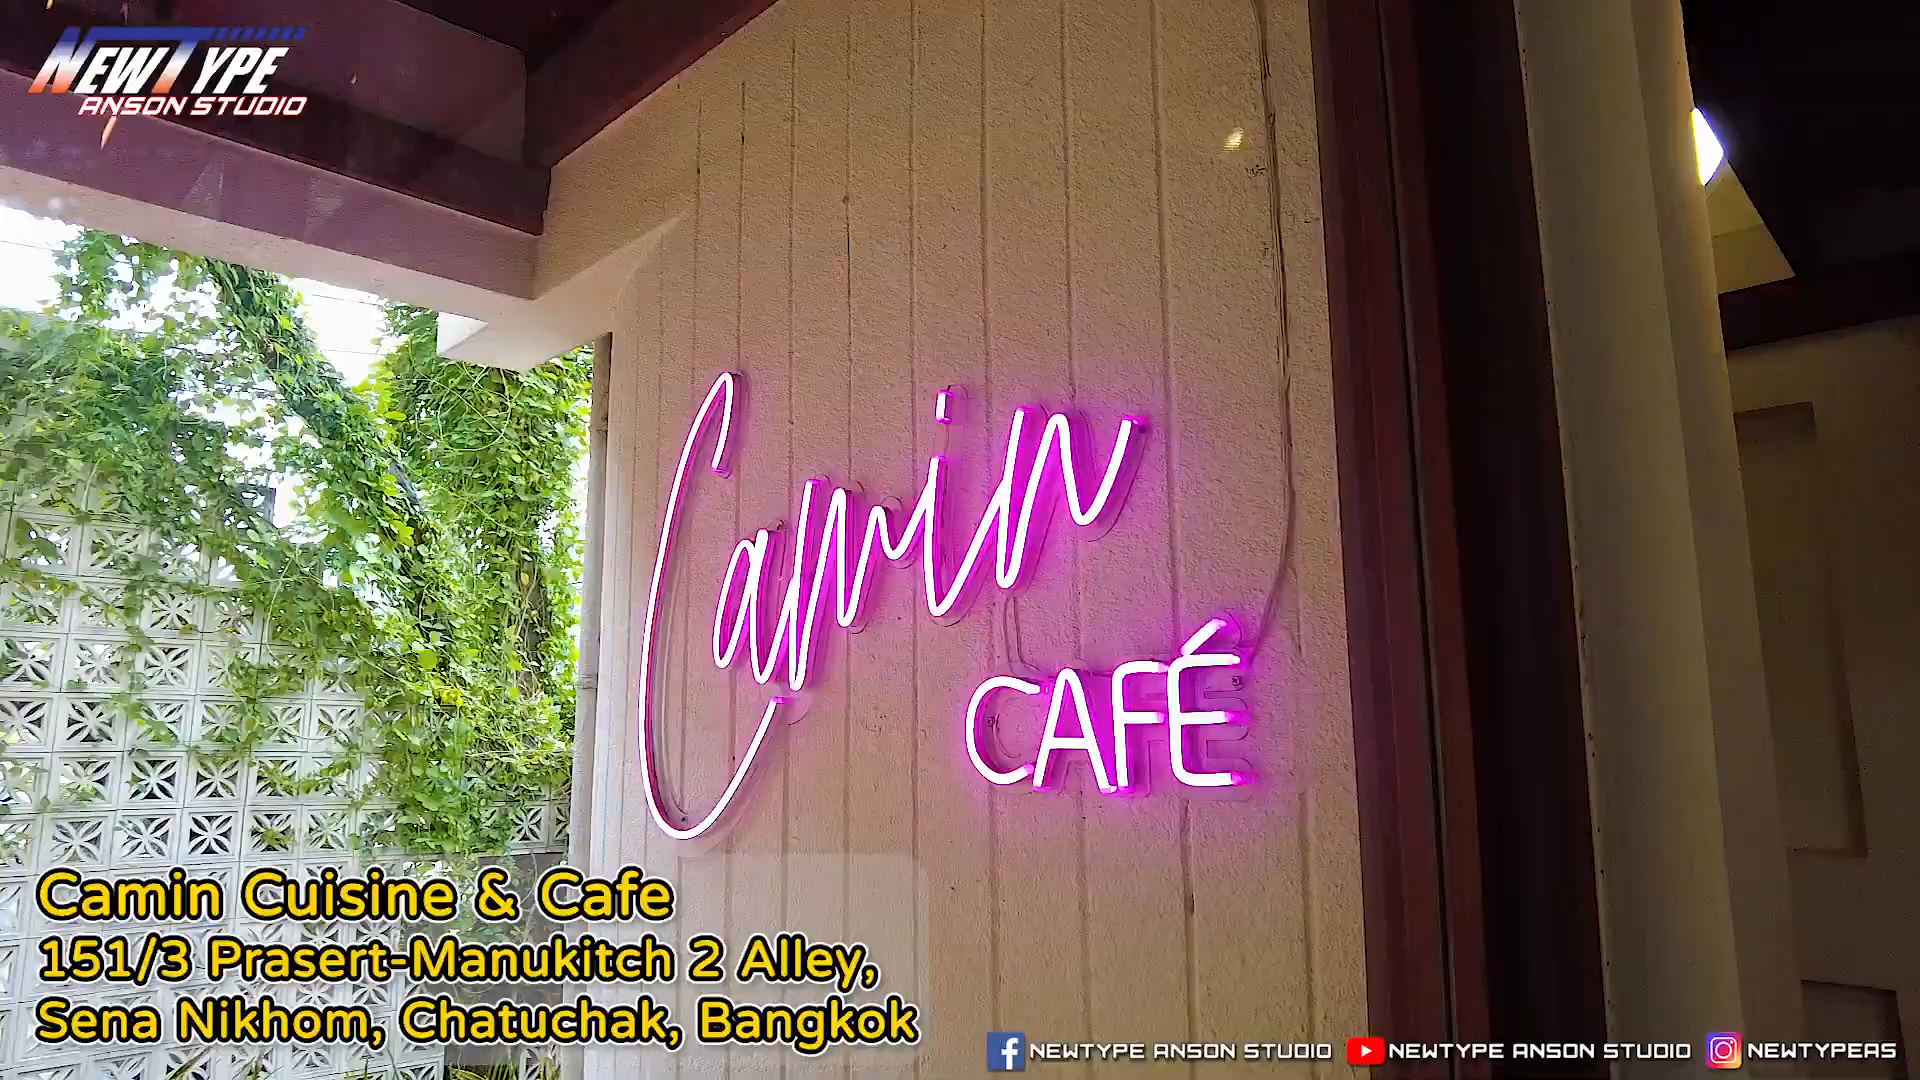 NEWTYPE
ANSON STUDIO
Camin
CAFÉ
Camin Cuisine & Cafe
151/3 Prasert-Manukitch 2 Alley,
Sena Nikhom, Chatuchak, Bangkok
NEWTYPE ANSON STUDIO NEWTYPE ANSON STUDIO NEWTYPEAS